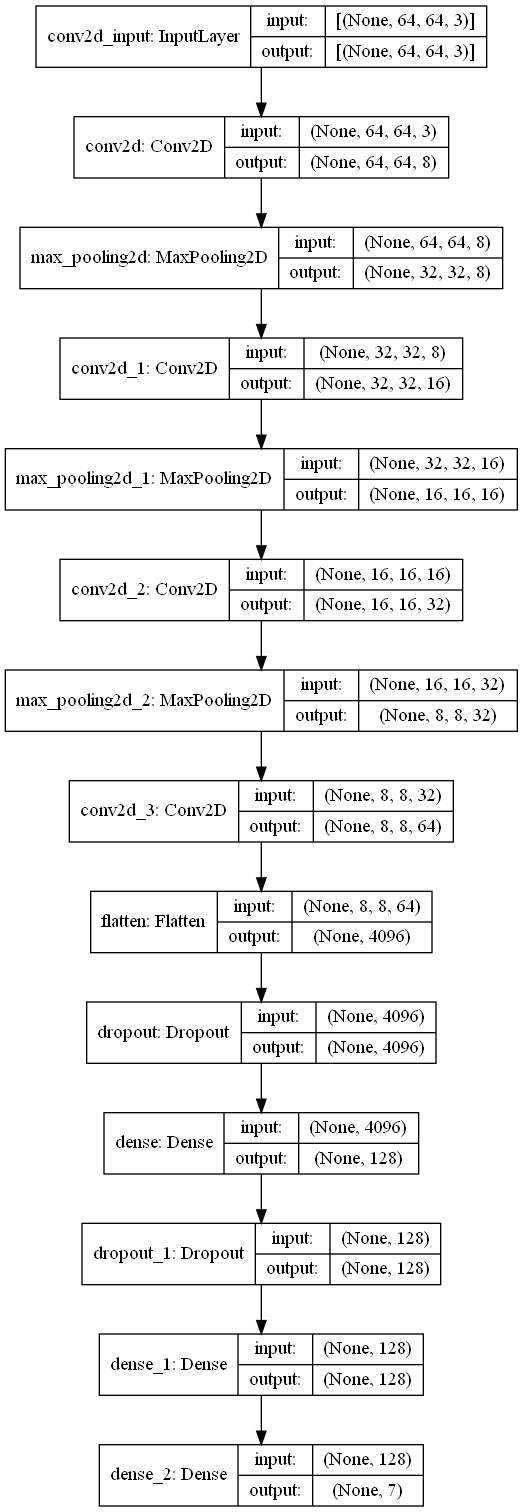 conv2d_input: InputLayer
input: [(None, 64, 64, 3)]
output: [(None, 64, 64, 3)]
conv2d: Conv2D
input: (None, 64, 64, 3)
output: (None, 64, 64, 8)
max_pooling2d: MaxPooling2D
input: (None, 64, 64, 8)
output: (None, 32, 32, 8)
conv2d_1: Conv2D
input: (None, 32, 32, 8)
output: (None, 32, 32, 16)
max_pooling2d_1: MaxPooling2D
input: (None, 32, 32, 16)
output: (None, 16, 16, 16)
conv2d_2: Conv2D
input: (None, 16, 16, 16)
output: (None, 16, 16, 32)
max_pooling2d_2: MaxPooling2D
input: (None, 16, 16, 32)
output: (None, 8, 8, 32)
conv2d_3: Conv2D
input: (None, 8, 8, 32)
output: (None, 8, 8, 64)
flatten: Flatten
input: (None, 8, 8, 64)
output: (None, 4096)
dropout: Dropout
input: (None, 4096)
output: (None, 4096)
dense: Dense
input: (None, 4096)
output: (None, 128)
dropout_1: Dropout
input: (None, 128)
output: (None, 128)
dense_1: Dense
input: (None, 128)
output: (None, 128)
dense_2: Dense
input: (None, 128)
output: (None, 7)